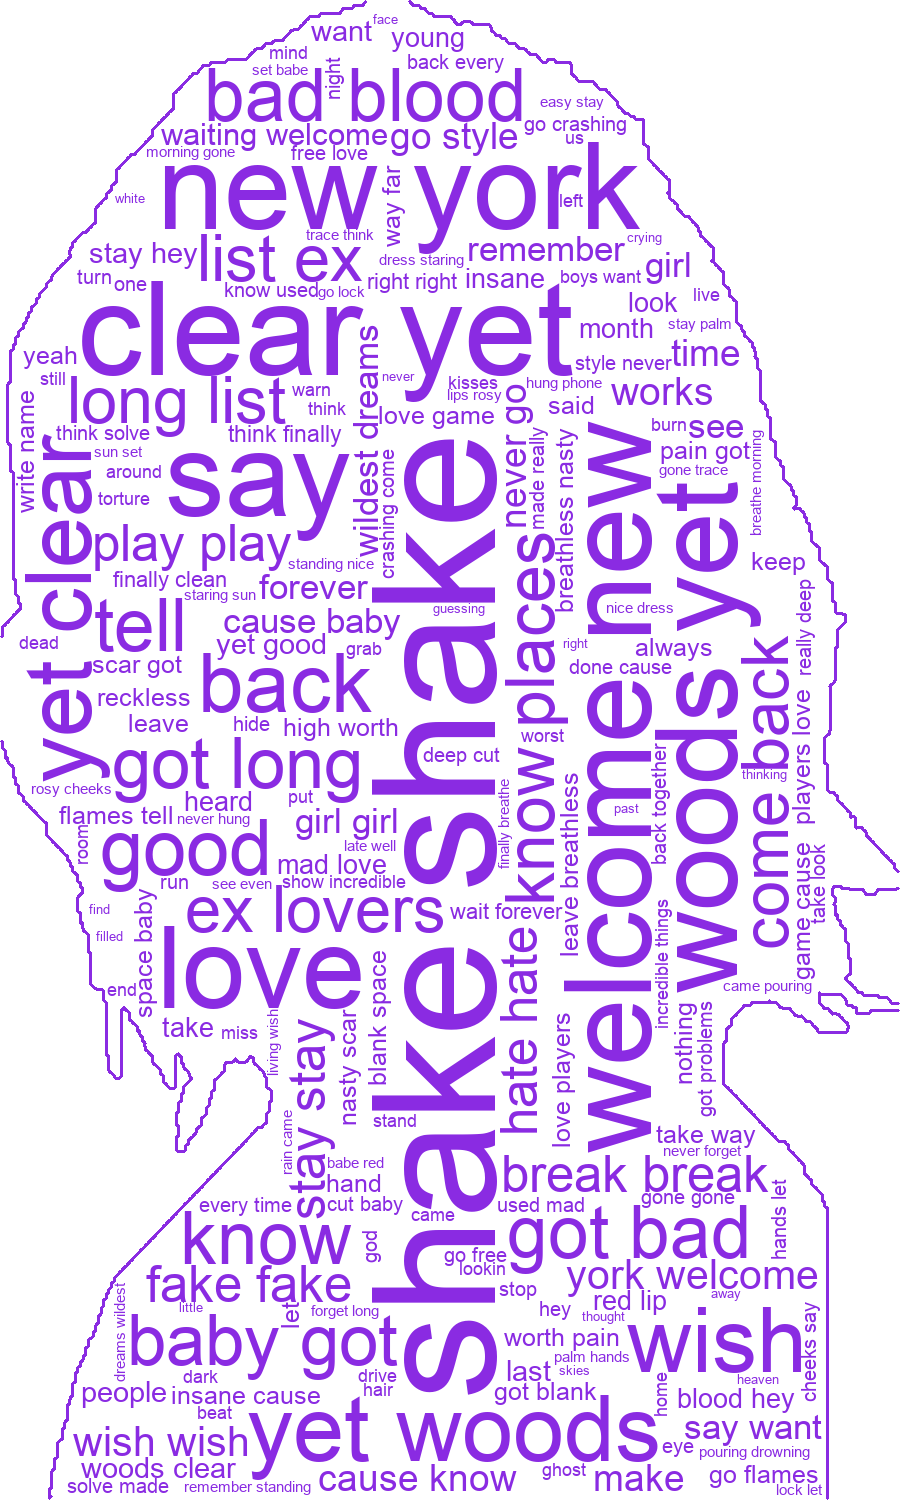 face
want
young
mind
back every
set babe
night
bad blood
easy stay
go crashing
waiting welcome
go style
us
morning gone
free love
new york
way far
white
left
trace think
crying
stay hey
list ex
remember
dress staring
girl
turn
one
right right
insane
boys want
know used
go lock
look
live
clear yet
month
stay palm
yeah
style never
time
still
long list
warn
never
kisses
hung phone
works
lips rosy
think
said
love game
wildest dreams
never go
write name
think solve
think finally
burn
see
sun set
pain got
made really
breathless nasty
breathe morning
around
say
gone trace
crashing come
torture
yet clear
shake shake
welcome new
woods yet
play play
standing nice
keep
finally clean
staring sun
forever
know places
guessing
nice dress
really deep
tell
cause baby
dead
yet good
grab
right
always
scar got
back
done cause
come back
reckless
leave
hide
high worth
worst
players love
got long
deep cut
back together
thinking
rosy cheeks
heard
put
finally breathe
leave breathless
flames tell
never hung
girl girl
past
room
late well
good
mad love
game cause
take look
run
see even
show incredible
find
space baby
ex lovers
wait forever
filled
hate hate
incredible things
love
blank space
end
came pouring
take
miss
living wish
stay stay
nasty scar
love players
nothing
got problems
stand
rain came
take way
never forget
babe red
hand
break break
every time
cut baby
came
used mad
gone gone
hands let
know
god
got bad
go free
lookin
fake fake
stop
york welcome
dreams wildest
little
let
forget long
hey
red lip
away
thought
baby got
worth pain
wish
cheeks say
palm hands
dark
drive
last
skies
heaven
people
insane cause
hair
got blank
home
blood hey
beat
yet woods
say want
wish wish
eye
pouring drowning
woods clear
cause know
ghost
make
go flames
solve made
remember standing
lock let